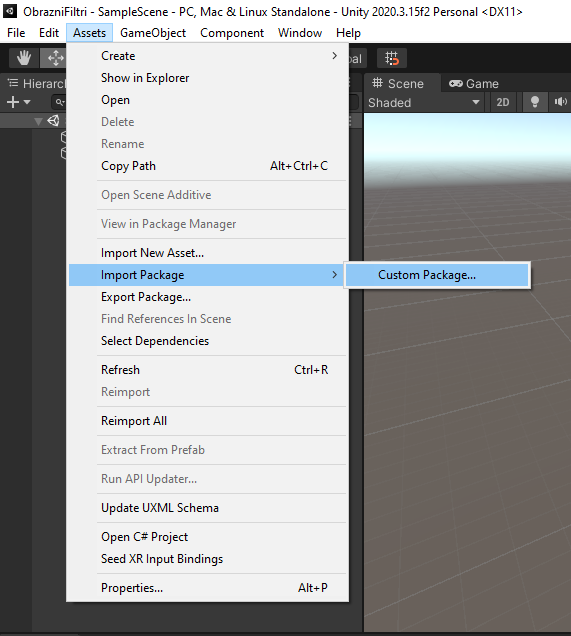 ObrazniFiltri - SampleScene - PC, Mac & Linux Standalone - Unity 2020.3.15f2 Personal <DX11>
File Edit Assets GameObject Component Window Help
Hierarch
Scene Game
Shaded 2D
Create
Show in Explorer
Open
Delete
Rename
Copy Path Alt+Ctrl+C
Open Scene Additive
View in Package Manager
Import New Asset...
Import Package Custom Package...
Export Package...
Find References In Scene
Select Dependencies
Refresh Ctrl+R
Reimport
Reimport All
Extract From Prefab
Run API Updater...
Update UXML Schema
Open C# Project
Seed XR Input Bindings
Properties... Alt+P